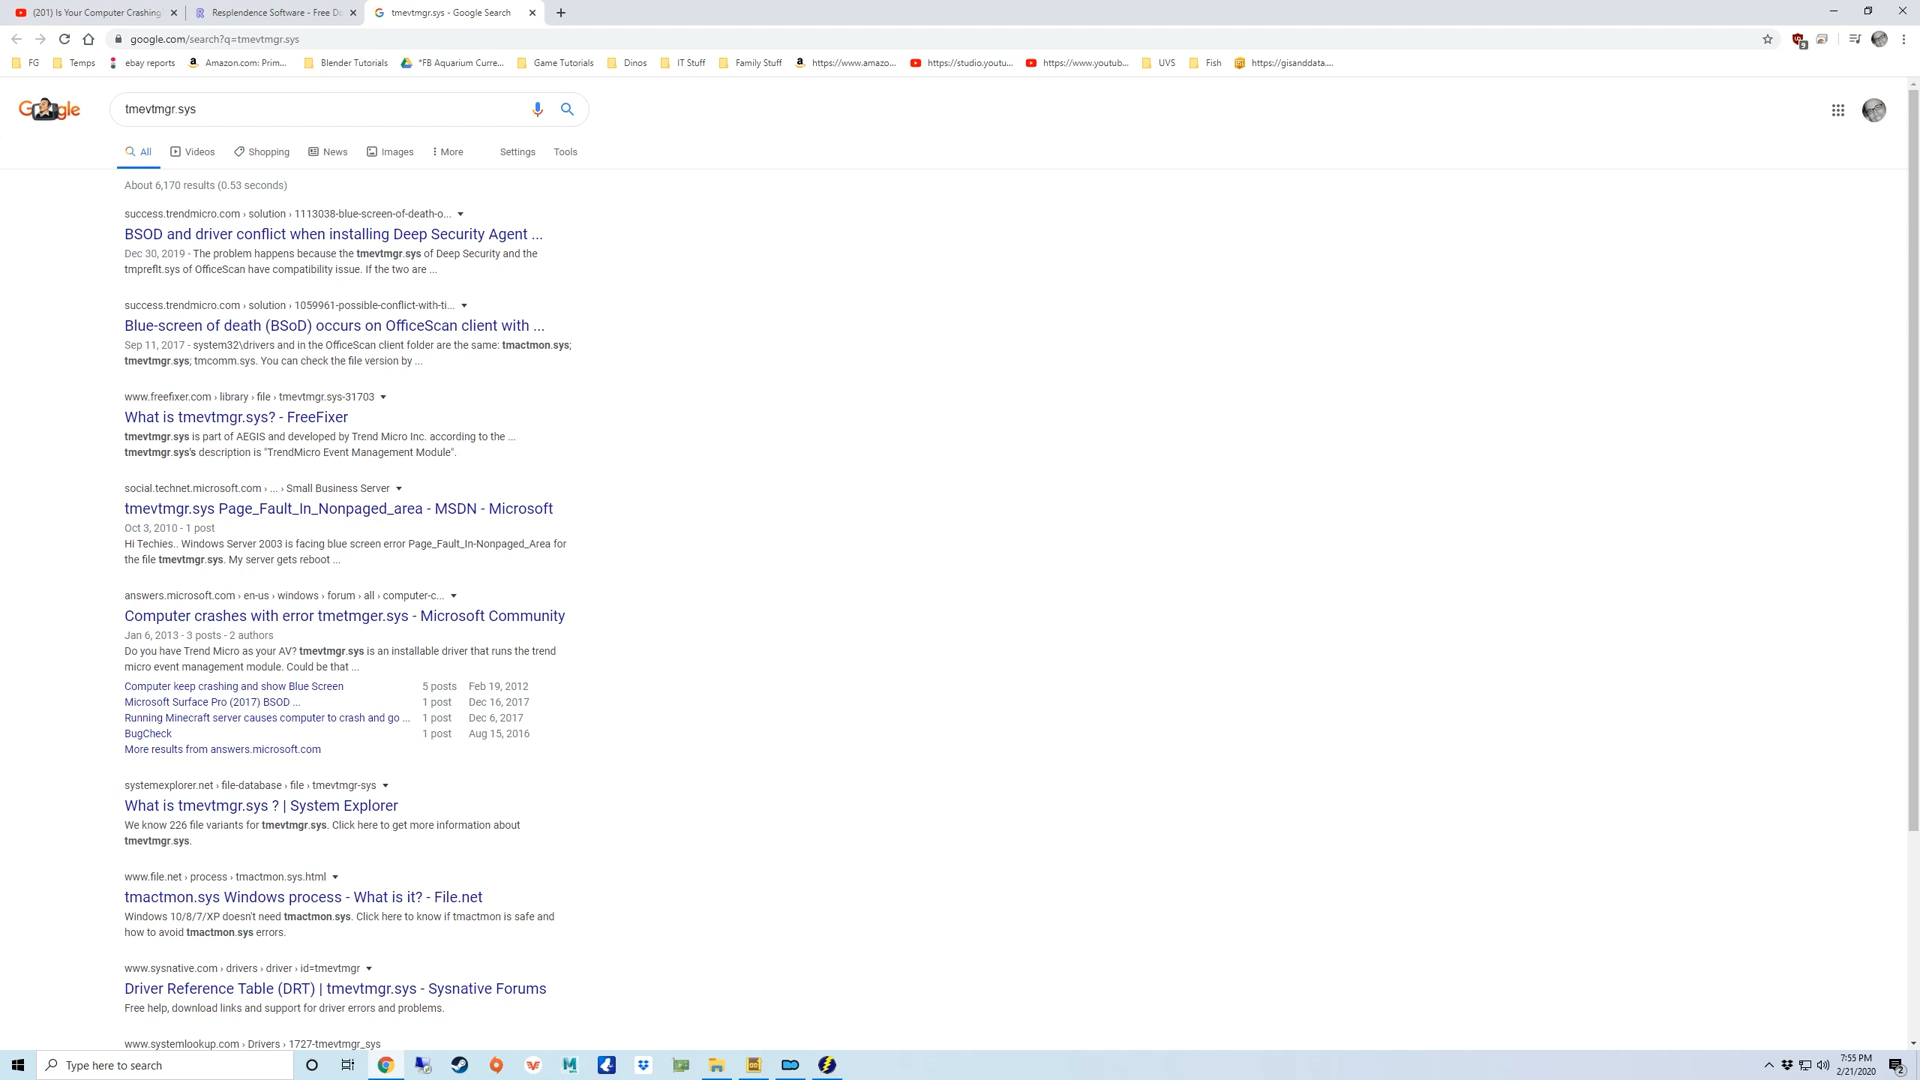 (201) Is Your Computer Crashing
Resplendence Software - Free Do
tmevtmgr.sys - Google Search
google.com/search?q=tmevtmgr.sys
FG
Temps
ebay reports
Amazon.com: Prim...
Blender Tutorials
*FB Aquarium Curre...
Game Tutorials
Dinos
IT Stuff
Family Stuff
https://www.amazo...
https://studio.youtu...
https://www.youtub...
UVS
Fish
https://gisanddata....
tmevtmgr.sys
All
Videos
Shopping
News
Images
More
Settings
Tools
About 6,170 results (0.53 seconds)
success.trendmicro.com › solution › 1113038-blue-screen-of-death-o...
BSOD and driver conflict when installing Deep Security Agent ...
Dec 30, 2019 - The problem happens because the tmevtmgr.sys of Deep Security and the
tmpreflt.sys of OfficeScan have compatibility issue. If the two are ...
success.trendmicro.com › solution › 1059961-possible-conflict-with-ti...
Blue-screen of death (BSoD) occurs on OfficeScan client with ...
Sep 11, 2017 - system32\drivers and in the OfficeScan client folder are the same: tmactmon.sys;
tmevtmgr.sys; tmcomm.sys. You can check the file version by ...
www.freefixer.com › library › file › tmevtmgr.sys-31703
What is tmevtmgr.sys? - FreeFixer
tmevtmgr.sys is part of AEGIS and developed by Trend Micro Inc. according to the ...
tmevtmgr.sys's description is "TrendMicro Event Management Module".
social.technet.microsoft.com › ... › Small Business Server
tmevtmgr.sys Page_Fault_In_Nonpaged_area - MSDN - Microsoft
Oct 3, 2010 - 1 post
Hi Techies.. Windows Server 2003 is facing blue screen error Page_Fault_In-Nonpaged_Area for
the file tmevtmgr.sys. My server gets reboot ...
answers.microsoft.com › en-us › windows › forum › all › computer-c...
Computer crashes with error tmetmger.sys - Microsoft Community
Jan 6, 2013 - 3 posts - 2 authors
Do you have Trend Micro as your AV? tmevtmgr.sys is an installable driver that runs the trend
micro event management module. Could be that ...
Computer keep crashing and show Blue Screen 5 posts Feb 19, 2012
Microsoft Surface Pro (2017) BSOD ... 1 post Dec 16, 2017
Running Minecraft server causes computer to crash and go ... 1 post Dec 6, 2017
BugCheck 1 post Aug 15, 2016
More results from answers.microsoft.com
systemexplorer.net › file-database › file › tmevtmgr-sys
What is tmevtmgr.sys ? | System Explorer
We know 226 file variants for tmevtmgr.sys. Click here to get more information about
tmevtmgr.sys.
www.file.net › process › tmactmon.sys.html
tmactmon.sys Windows process - What is it? - File.net
Windows 10/8/7/XP doesn't need tmactmon.sys. Click here to know if tmactmon is safe and
how to avoid tmactmon.sys errors.
www.sysnative.com › drivers › driver › id=tmevtmgr
Driver Reference Table (DRT) | tmevtmgr.sys - Sysnative Forums
Free help, download links and support for driver errors and problems.
www.systemlookup.com › Drivers › 1727-tmevtmgr_sys
Type here to search
7:55 PM
2/21/2020